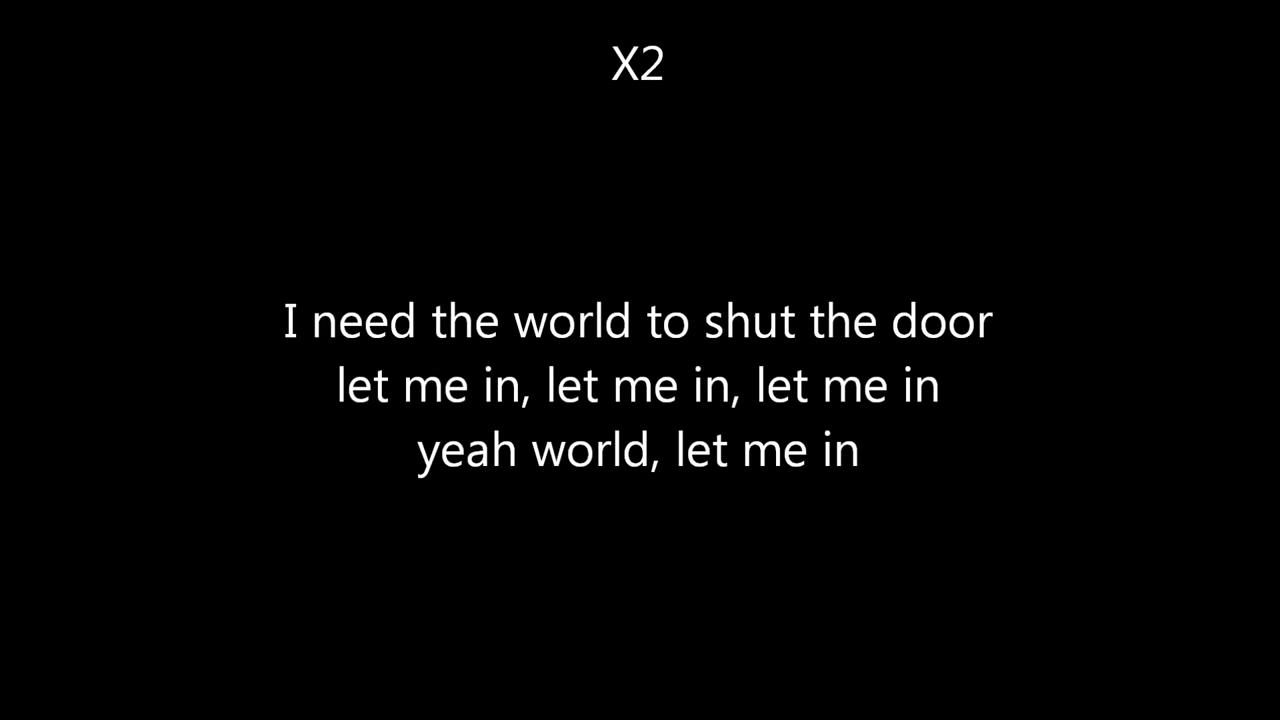 X2
I need the world to shut the door
let me in, let me in, let me in
yeah world, let me in